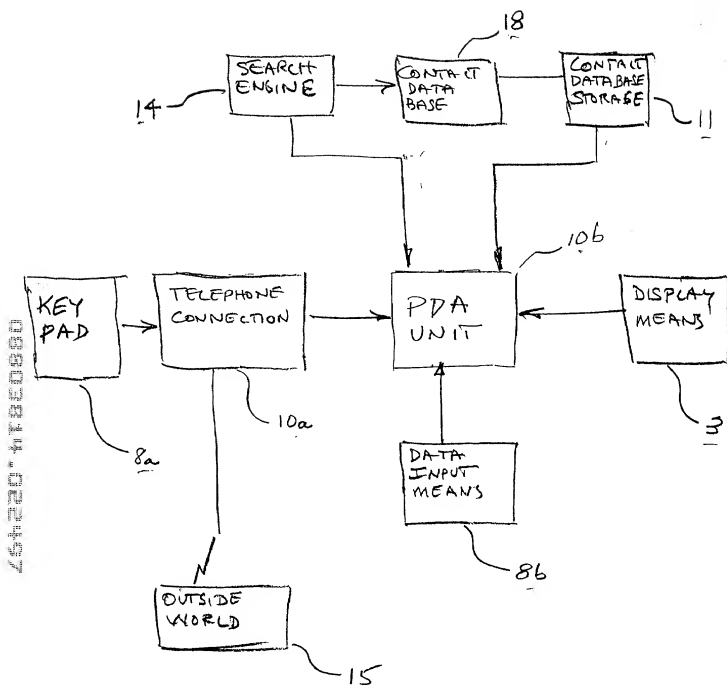 18
SEARCH
ENGINE
CONTACT
DATA
BASE
CONTACT
DATABASE
STORAGE
14
11
10b
KEY
PAD
TELEPHONE
CONNECTION
PDA
UNIT
DISPLAY
MEANS
8a
10a
3
DATA
INPUT
MEANS
8b
OUTSIDE
WORLD
15